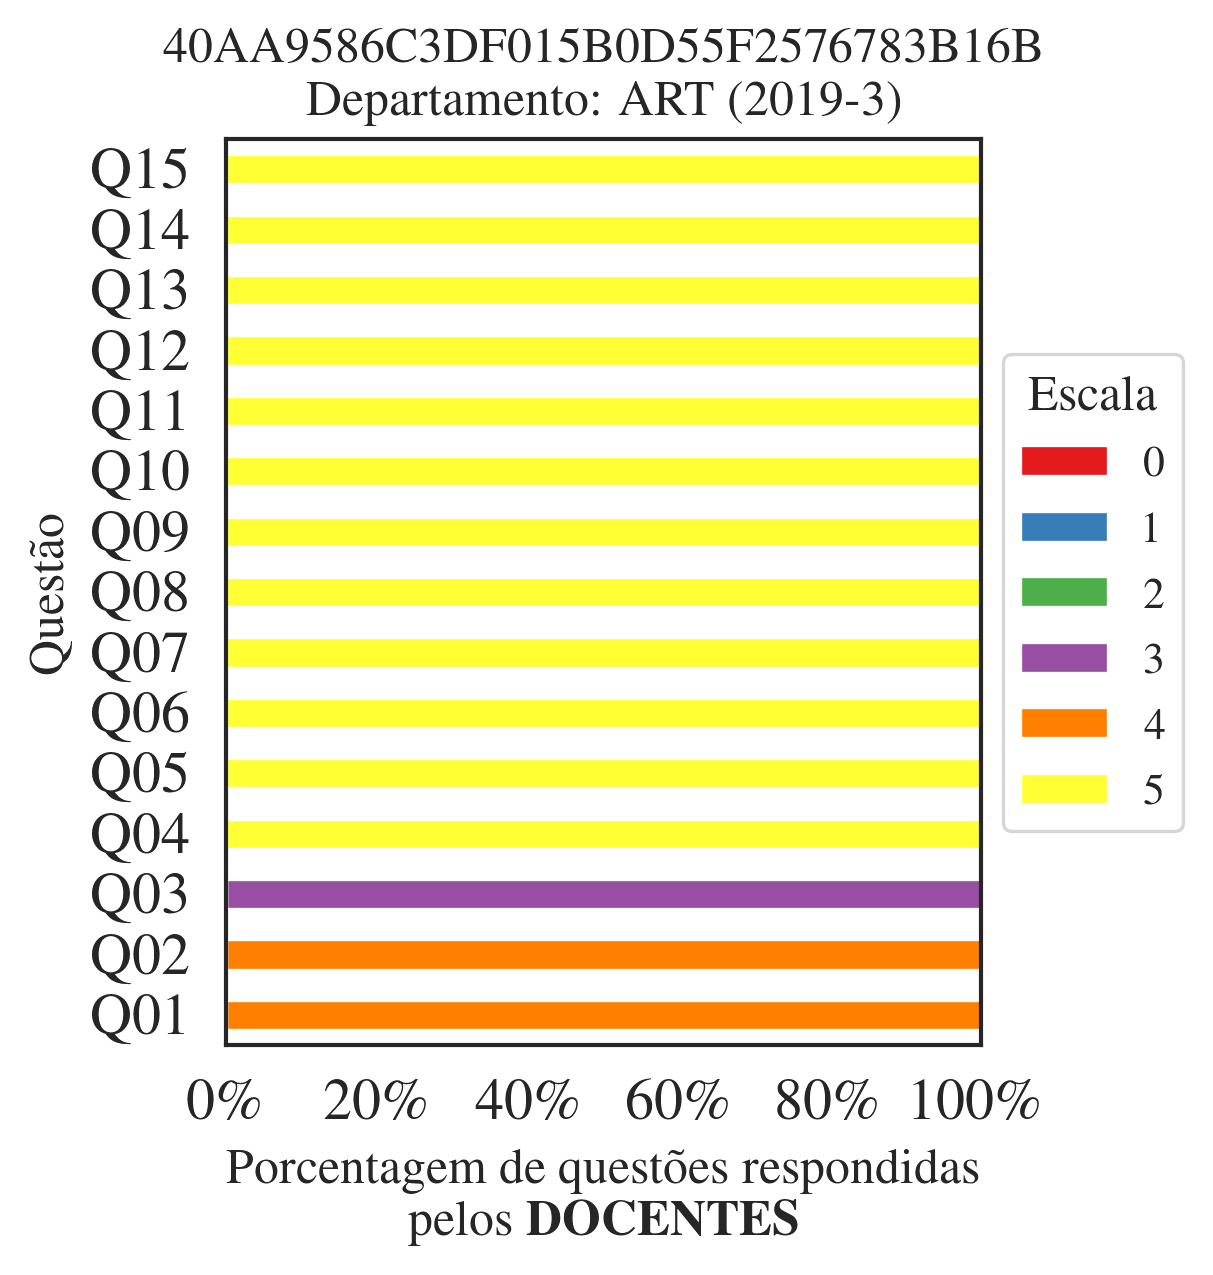 40AA9586C3DF015B0D55F2576783B16B
Departamento: ART (2019-3)
Questão
Q15
Q14
Q13
Q12
Q11
Q10
Q09
Q08
Q07
Q06
Q05
Q04
Q03
Q02
Q01
0% 20% 40% 60% 80% 100%
Porcentagem de questões respondidas
pelos DOCENTES
Escala
0
1
2
3
4
5